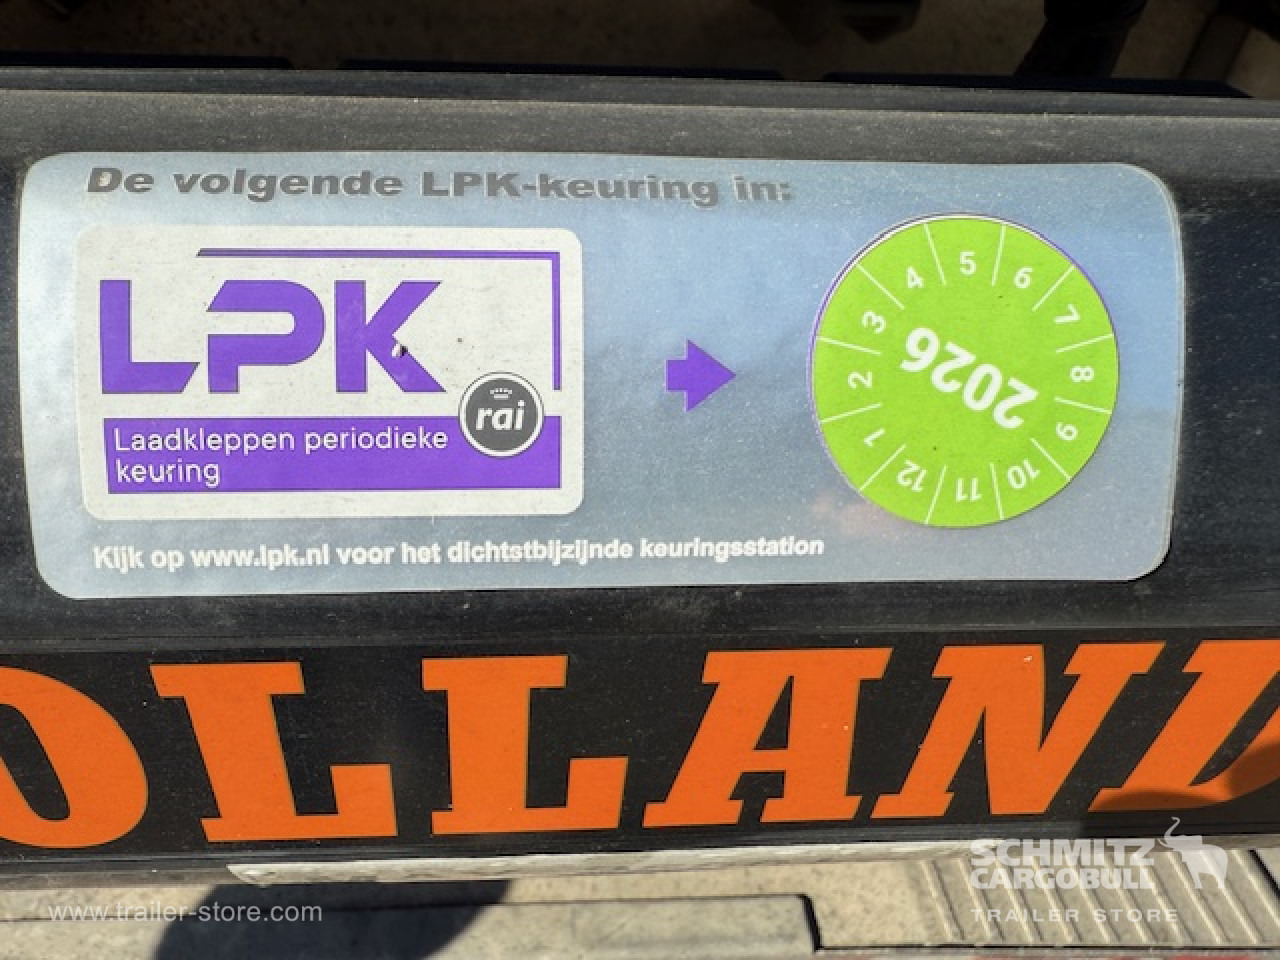 De volgende LPK-keuring in:
LPK
rai
Laadkleppen periodieke
keuring
1 2 3 4 5 6 7 8 9 10 11 12
2026
Kijk op www.lpk.nl voor het dichtstbijzijnde keuringsstation
OLLAND
SCHMITZ
CARGOBULL
TRAILER STORE
www.trailer-store.com